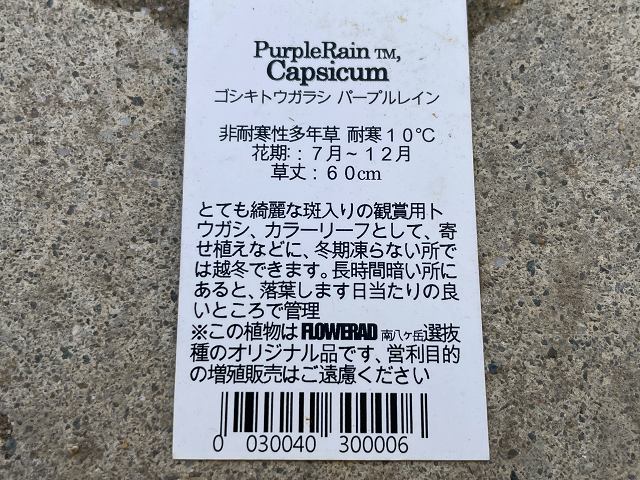 PurpleRain TM,
Capsicum
ゴシキトウガラシ パープルレイン
非耐寒性多年草 耐寒１０℃
花期：：７月～１２月
草丈：６０cm
とても綺麗な斑入りの観賞用ト
ウガシ、カラーリーフとして、寄
せ植えなどに、冬期凍らない所で
は越冬できます。長時間暗い所に
あると、落葉します日当たりの良
いところで管理
※この植物はFLOWERAD 南八ヶ岳選抜
種のオリジナル品です、営利目的
の増殖販売はご遠慮ください
0 030040 300006